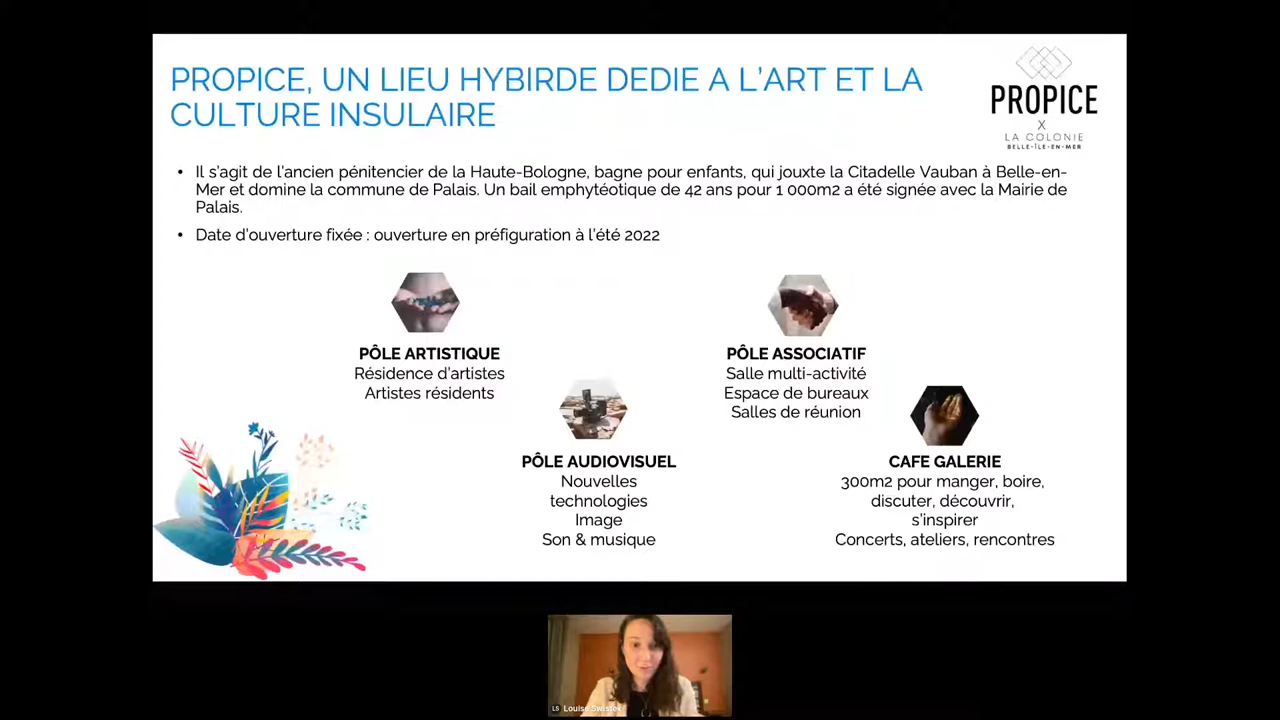 PROPICE, UN LIEU HYBIRDE DEDIE A L'ART ET LA
CULTURE INSULAIRE
PROPICE
X
LA COLONIE
BELLE-ÎLE-EN-MER
• Il s'agit de l'ancien pénitencier de la Haute-Bologne, bagne pour enfants, qui jouxte la Citadelle Vauban à Belle-en-
Mer et domine la commune de Palais. Un bail emphytéotique de 42 ans pour 1 000m2 a été signée avec la Mairie de
Palais.
• Date d'ouverture fixée : ouverture en préfiguration à l'été 2022
PÔLE ARTISTIQUE
Résidence d'artistes
Artistes résidents
PÔLE ASSOCIATIF
Salle multi-activité
Espace de bureaux
Salles de réunion
PÔLE AUDIOVISUEL
Nouvelles
technologies
Image
Son & musique
CAFE GALERIE
300m2 pour manger, boire,
discuter, découvrir,
s'inspirer
Concerts, ateliers, rencontres
LS Louise